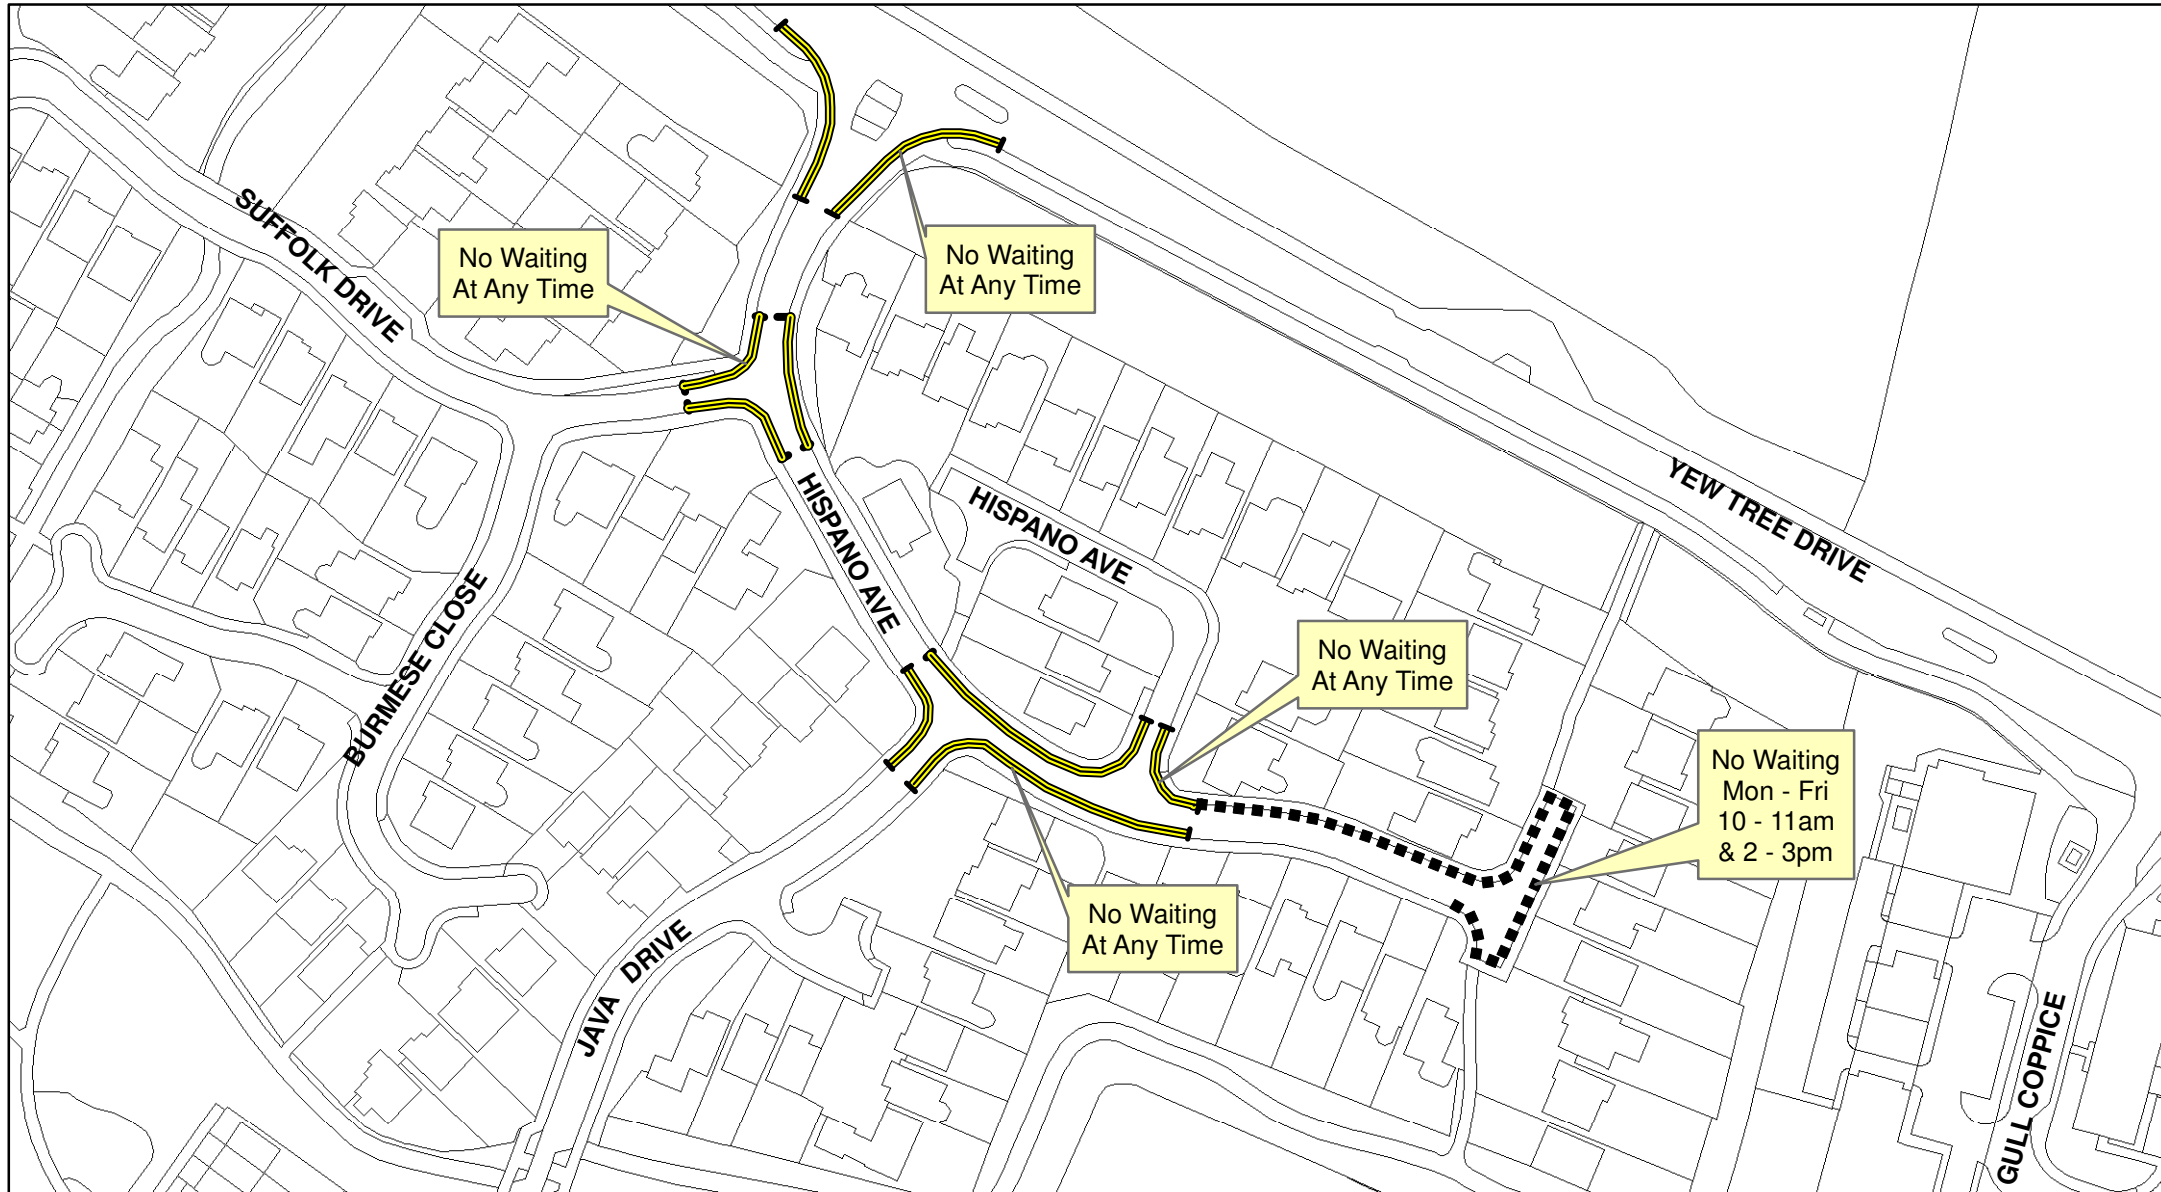 SUFFOLK DRIVE
No Waiting
At Any Time
No Waiting
At Any Time
HISPANO AVE
HISPANO AVE
YEW TREE DRIVE
BURMESE CLOSE
No Waiting
At Any Time
No Waiting
Mon - Fri
10 - 11am
& 2 - 3pm
No Waiting
At Any Time
JAVA DRIVE
GULL COPPICE